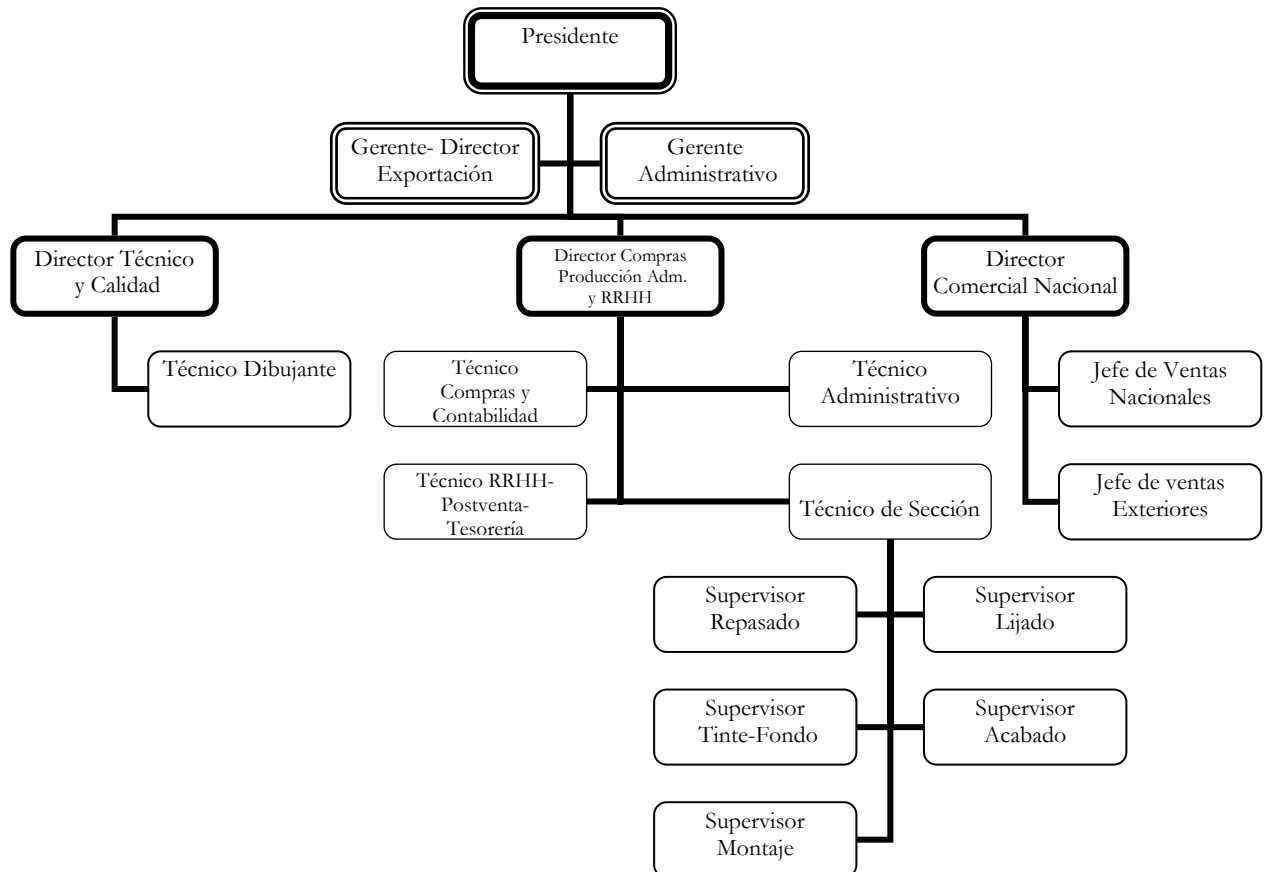 Presidente
Gerente- Director
Exportación
Gerente
Administrativo
Director Técnico
y Calidad
Director Compras
Producción Adm.
y RRHH
Director
Comercial Nacional
Técnico Dibujante
Técnico
Compras y
Contabilidad
Técnico
Administrativo
Jefe de Ventas
Nacionales
Técnico RRHH-
Postventa-
Tesorería
Técnico de Sección
Jefe de ventas
Exteriores
Supervisor
Repasado
Supervisor
Lijado
Supervisor
Tinte-Fondo
Supervisor
Acabado
Supervisor
Montaje